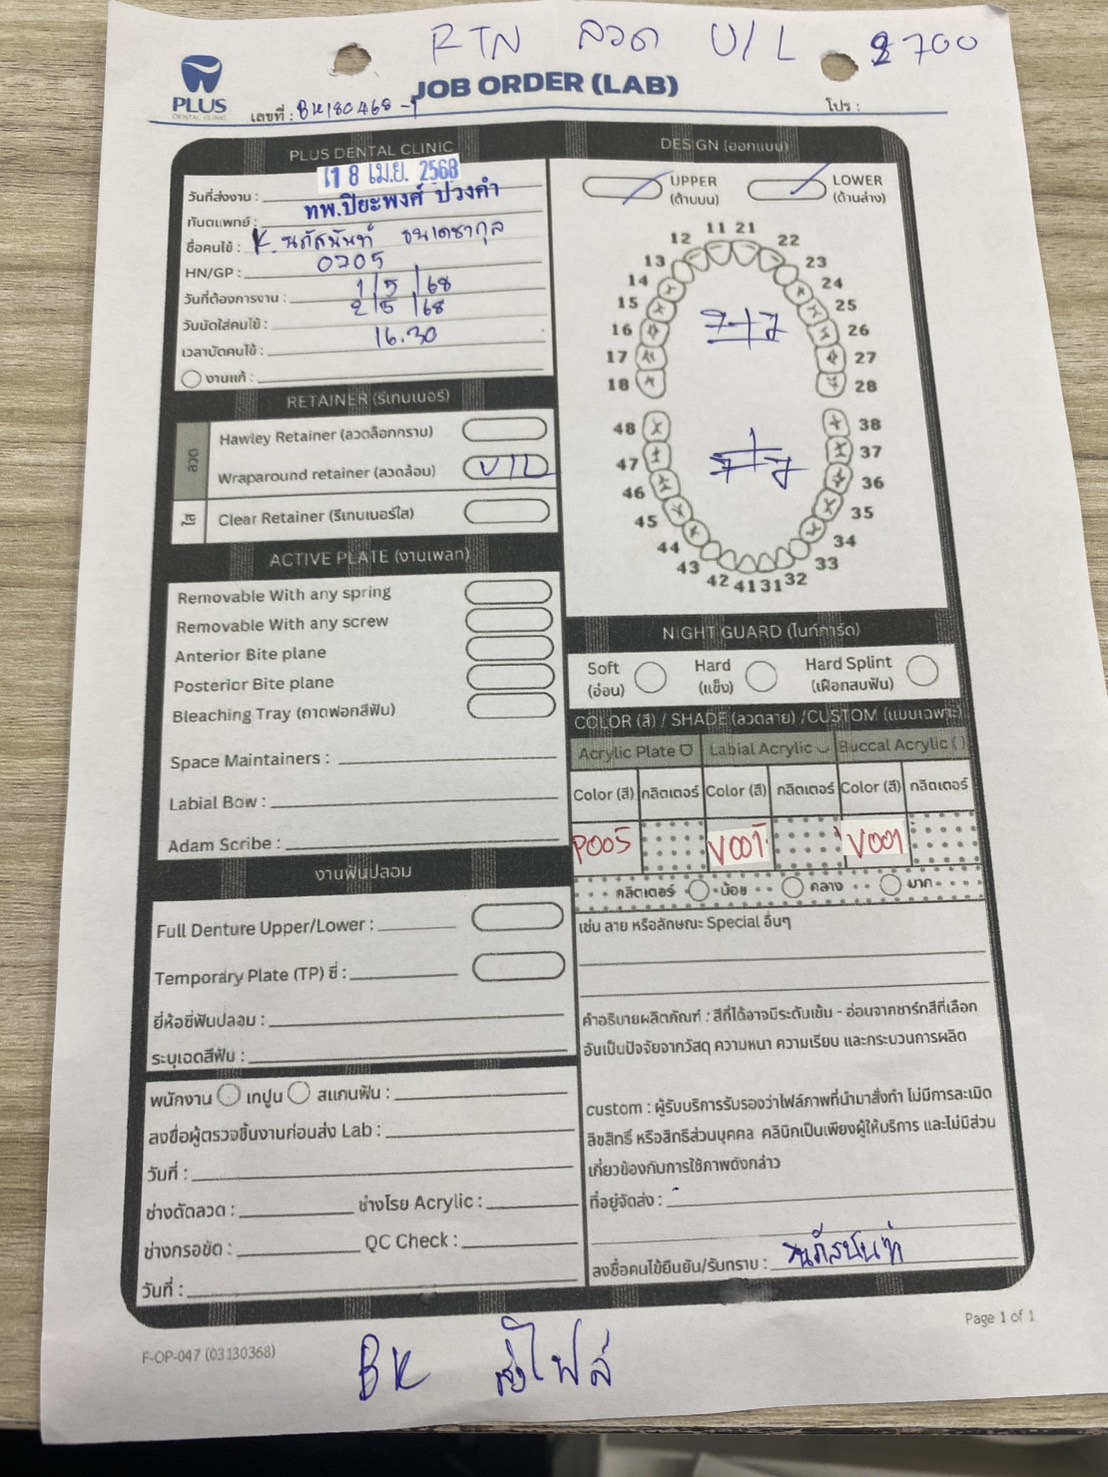 RTN ลวด U/L 2700
PLUS
DENTAL CLINIC
JOB ORDER (LAB)
เลขที่ : BK180468-1
โปร :
PLUS DENTAL CLINIC
วันที่ส่งงาน : 18 เม.ย. 2568
ทันตแพทย์ : ทพ.ปิยะพงศ์ ปวงคำ
ชื่อคนไข้ : K. นภัสนันท์ ธนเดชากุล
HN/GP : 0705
วันที่ต้องการงาน : 1/5/68
วันนัดใส่คนไข้ : 2/5/68
เวลานัดคนไข้ : 16.30
งานแก้ :
RETAINER (รีเทนเนอร์)
ลวด
Hawley Retainer (ลวดล็อกกราม)
Wraparound retainer (ลวดล้อม) U/L
ใส
Clear Retainer (รีเทนเนอร์ใส)
ACTIVE PLATE (งานเพลท)
Removable With any spring
Removable With any screw
Anterior Bite plane
Posterior Bite plane
Bleaching Tray (ถาดฟอกสีฟัน)
Space Maintainers :
Labial Bow :
Adam Scribe :
งานฟันปลอม
Full Denture Upper/Lower :
Temporary Plate (TP) ซี่ :
ยี่ห้อซี่ฟันปลอม :
ระบุเฉดสีฟัน :
พนักงาน เทปูน สแกนฟัน :
ลงชื่อผู้ตรวจชิ้นงานก่อนส่ง Lab :
วันที่ :
ช่างดัดลวด : ช่างโรย Acrylic :
ช่างกรอขัด : QC Check :
วันที่ :
DESIGN (ออกแบบ)
UPPER (ด้านบน) LOWER (ด้านล่าง)
11 21
12 22
13 23
14 24
15 25
16 26
17 27
18 28
7 7
48 38
47 37
46 36
45 35
44 34
43 33
42 41 31 32
7 7
NIGHT GUARD (ไนท์การ์ด)
Soft (อ่อน) Hard (แข็ง) Hard Splint (เฝือกสบฟัน)
COLOR (สี) / SHADE (ลวดลาย) /CUSTOM (แบบเฉพาะ)
Acrylic Plate Labial Acrylic Buccal Acrylic ( )
Color (สี) กลิตเตอร์ Color (สี) กลิตเตอร์ Color (สี) กลิตเตอร์
P005 V001 V001
กลิตเตอร์ น้อย กลาง มาก
เช่น ลาย หรือลักษณะ Special อื่นๆ
คำอธิบายผลิตภัณฑ์ : สีที่ได้อาจมีระดับเข้ม - อ่อนจากชาร์ทสีที่เลือก
อันเป็นปัจจัยจากวัสดุ ความหนา ความเรียบ และกระบวนการผลิต
custom : ผู้รับบริการรับรองว่าไฟล์ภาพที่นำมาสั่งทำ ไม่มีการละเมิด
ลิขสิทธิ์ หรือสิทธิส่วนบุคคล คลินิกเป็นเพียงผู้ให้บริการ และไม่มีส่วน
เกี่ยวข้องกับการใช้ภาพดังกล่าว
ที่อยู่จัดส่ง : -
ลงชื่อคนไข้ยืนยัน/รับทราบ : นภัสนันท์
Page 1 of 1
F-OP-047 (03130368)
BK ส่งไฟล์